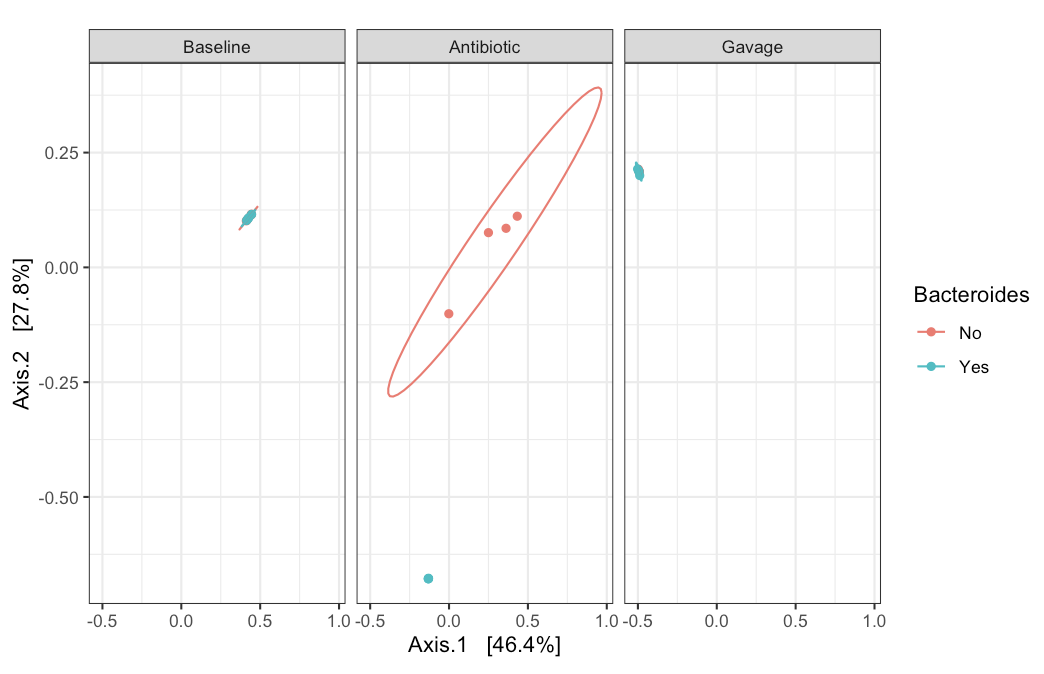 Baseline Antibiotic Gavage
0.25
0.00
-0.25
-0.50
Axis.2 [27.8%]
-0.5 0.0 0.5 1.0 -0.5 0.0 0.5 1.0 -0.5 0.0 0.5 1.0
Axis.1 [46.4%]
Bacteroides
No
Yes